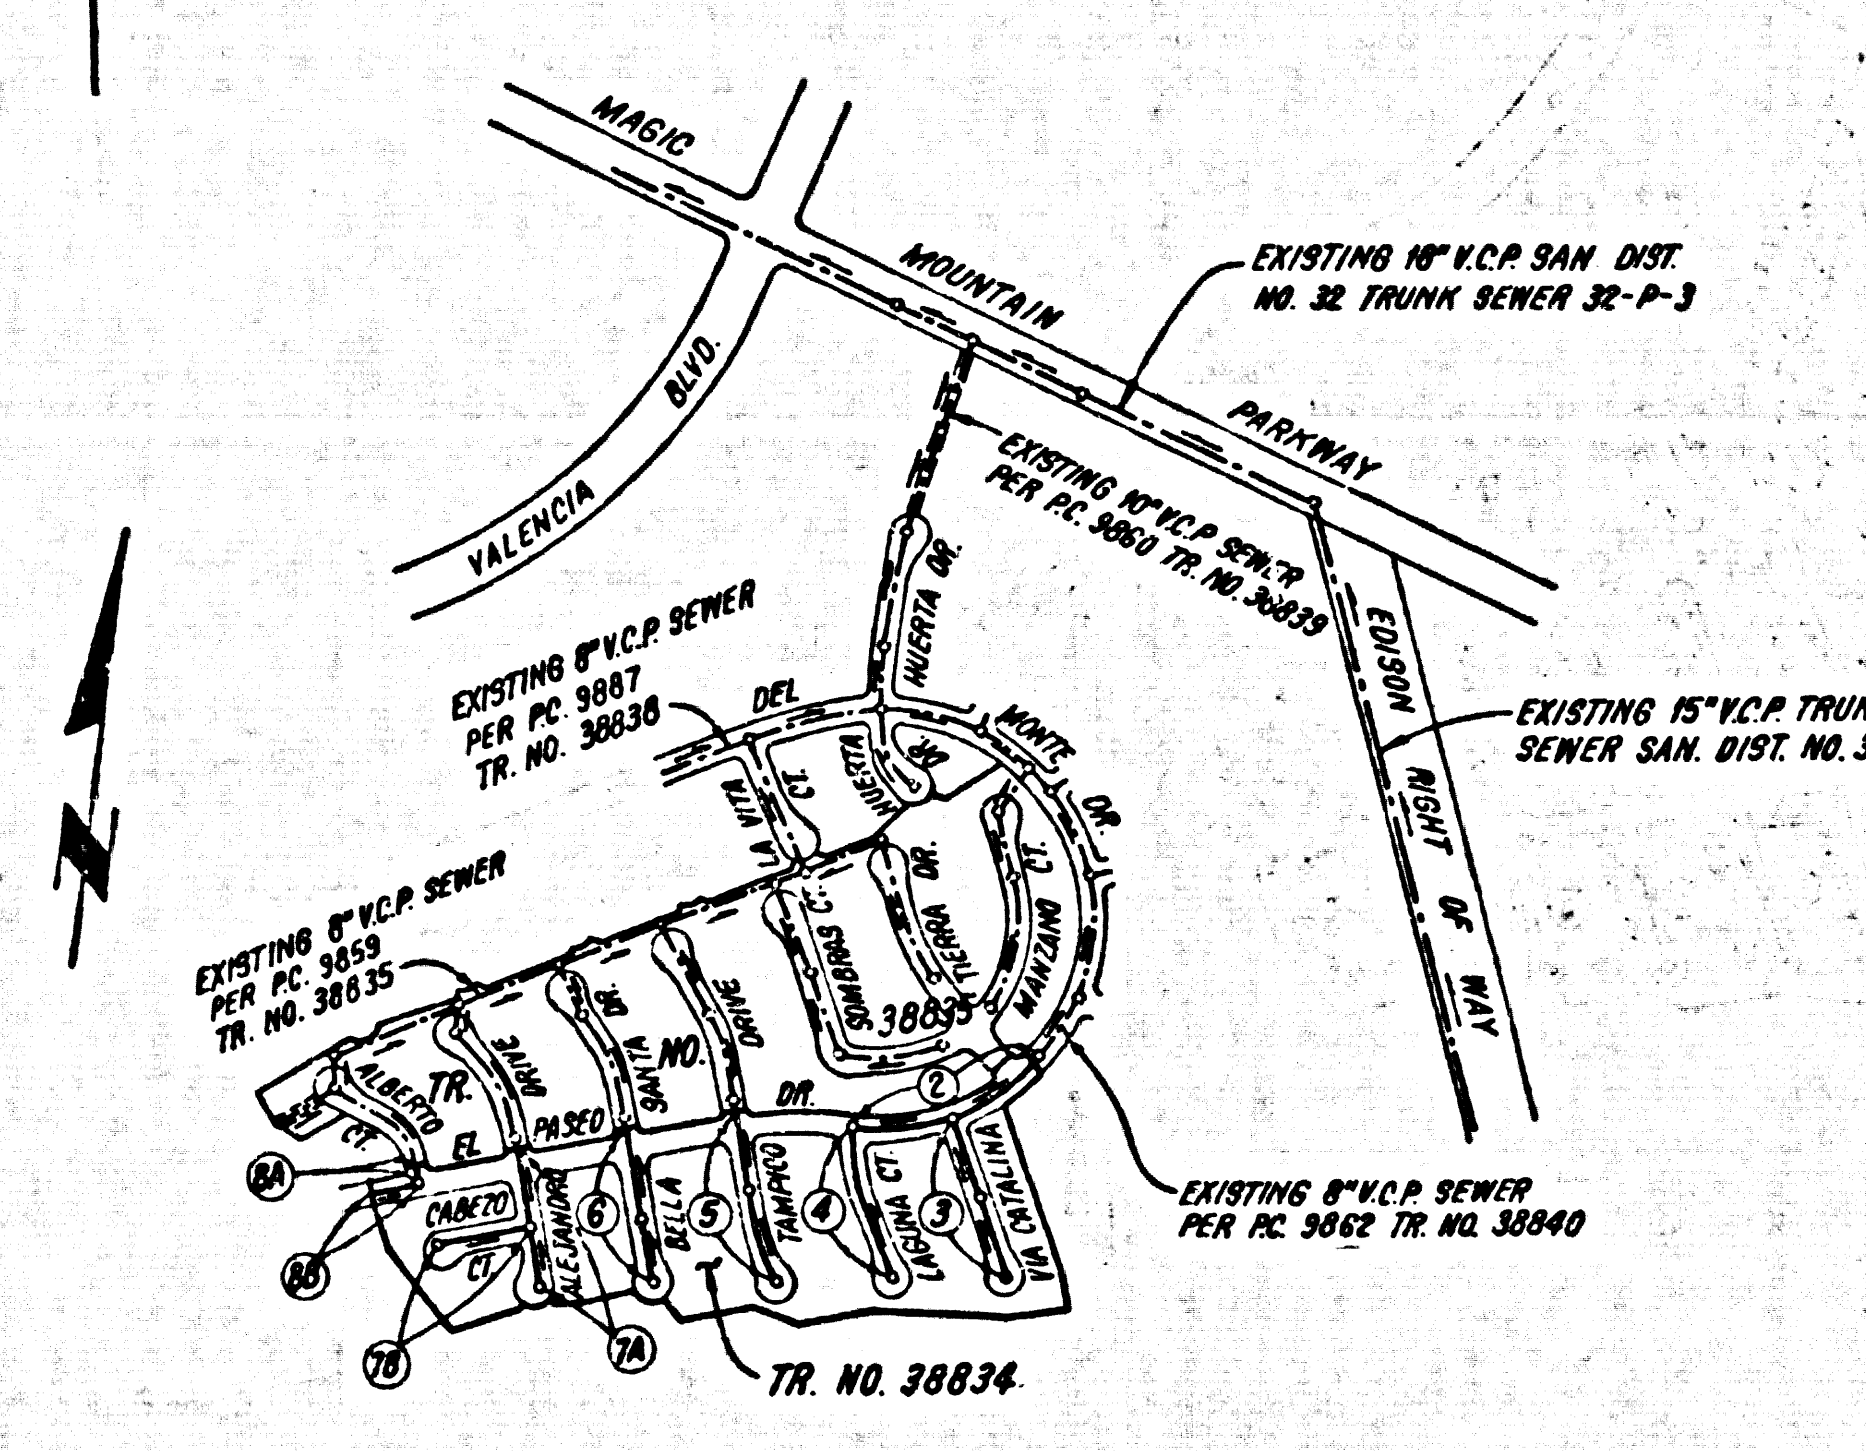 MAGIC
MOUNTAIN
PARKWAY
EXISTING 18" V.C.P. SAN. DIST.
NO. 32 TRUNK SEWER 32-P-3
VALENCIA
BLVD.
EXISTING 10" V.C.P. SEWER
PER P.C. 9860 TR. NO. 38839
EDISON
RIGHT
OF
WAY
EXISTING 15" V.C.P. TRUN
SEWER SAN. DIST. NO. 3
EXISTING 8" V.C.P. SEWER
PER P.C. 9887
TR. NO. 38838
HUERTA DR.
DEL
MONTE
DR.
HUERTA
DR.
LA VITA
CT.
EXISTING 8" V.C.P. SEWER
PER P.C. 9859
TR. NO. 38835
SOMBRAS CT.
TIERRA DR.
MANZANO
CT.
TR.
NO.
38835
ALBERTO
CT.
DRIVE
SANTA
DR.
DRIVE
EL
PASEO
DR.
2
8A
8B
CABEZO
CT.
ALEJANDRO
6
BELLA
5
TAMPICO
4
LAGUNA CT.
3
VIA CATALINA
7B
7A
EXISTING 8" V.C.P. SEWER
PER P.C. 9862 TR. NO. 38840
TR. NO. 38834